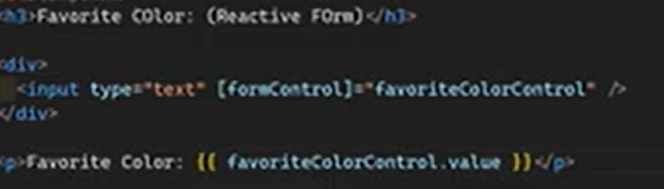 <h3>Favorite COlor: (Reactive FOrm)</h3>
<div>
<input type="text" [formControl]="favoriteColorControl" />
</div>
<p>Favorite Color: {{ favoriteColorControl.value }}</p>